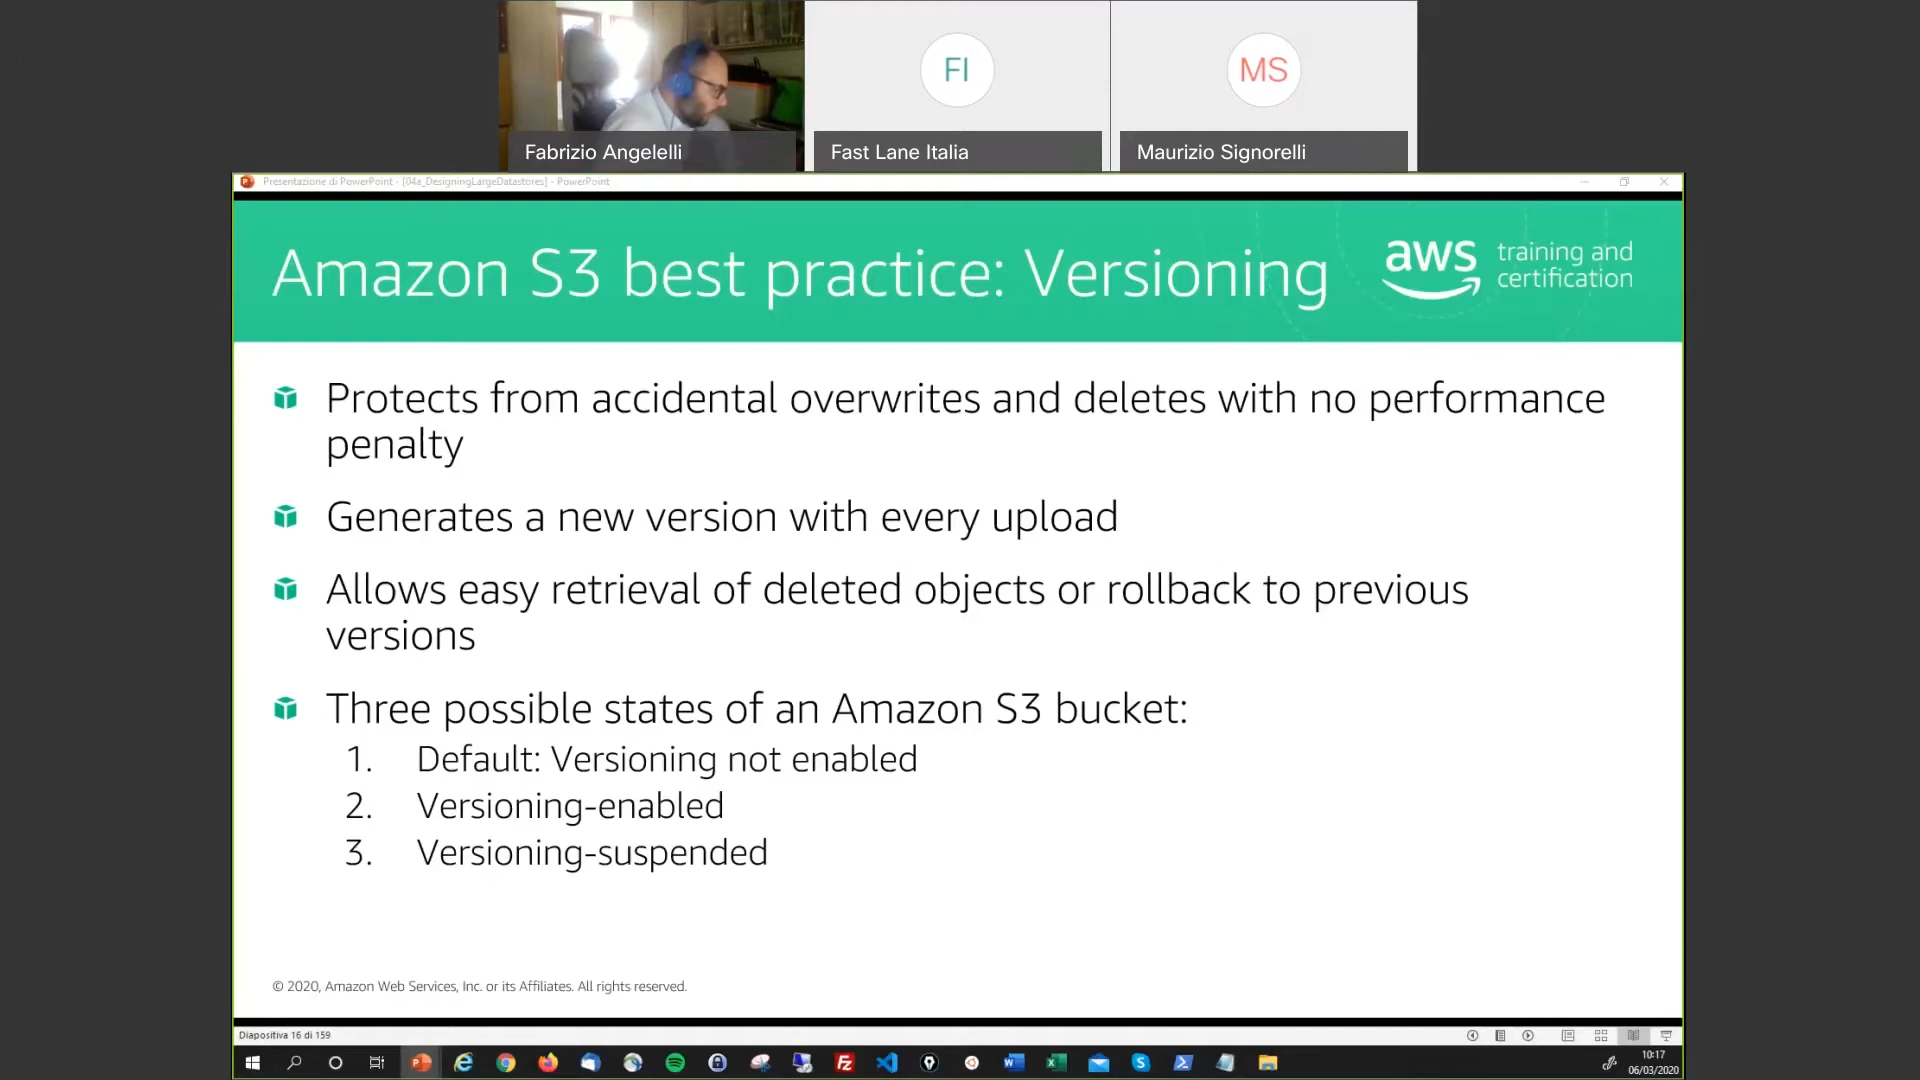 FI
MS
Fabrizio Angelelli
Fast Lane Italia
Maurizio Signorelli
Presentazione di PowerPoint - [04a_DesigningLargeDatastores] - PowerPoint
Amazon S3 best practice: Versioning
aws
training and
certification
Protects from accidental overwrites and deletes with no performance
penalty
Generates a new version with every upload
Allows easy retrieval of deleted objects or rollback to previous
versions
Three possible states of an Amazon S3 bucket:
1. Default: Versioning not enabled
2. Versioning-enabled
3. Versioning-suspended
© 2020, Amazon Web Services, Inc. or its Affiliates. All rights reserved.
Diapositiva 16 di 159
10:17
06/03/2020